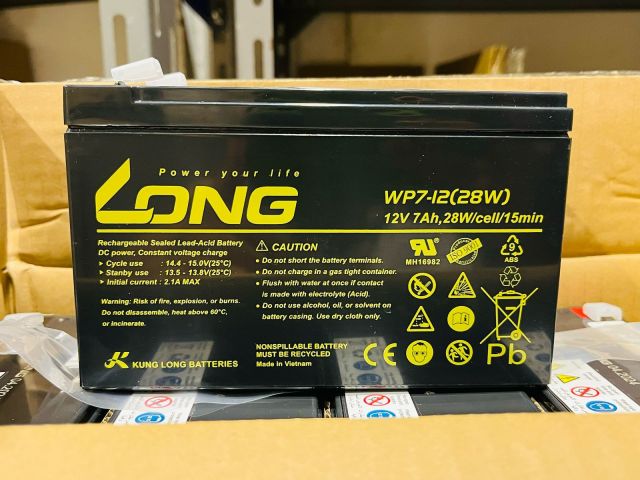 Power your life
LONG
WP7-12(28W)
12V 7Ah,28W/cell/15min
Rechargeable Sealed Lead-Acid Battery
DC power, Constant voltage charge
▸ Cycle use : 14.4 - 15.0V(25°C)
▸ Stanby use : 13.5 - 13.8V(25°C)
▸ Initial current : 2.1A MAX
Warning: Risk of fire, explosion, or burns.
Do not disassemble, heat above 60°C,
or incinerate.
KUNG LONG BATTERIES
⚠ CAUTION
• Do not short the battery terminals.
• Do not charge in a gas tight container.
• Flush with water at once if contact
is made with electrolyte (Acid).
• Do not use alcohol, oil, or solvent on
battery casing. Use dry cloth only.
NONSPILLABLE BATTERY
MUST BE RECYCLED
Made in Vietnam
MH16982
ISO 9001
9
ABS
CE
Pb